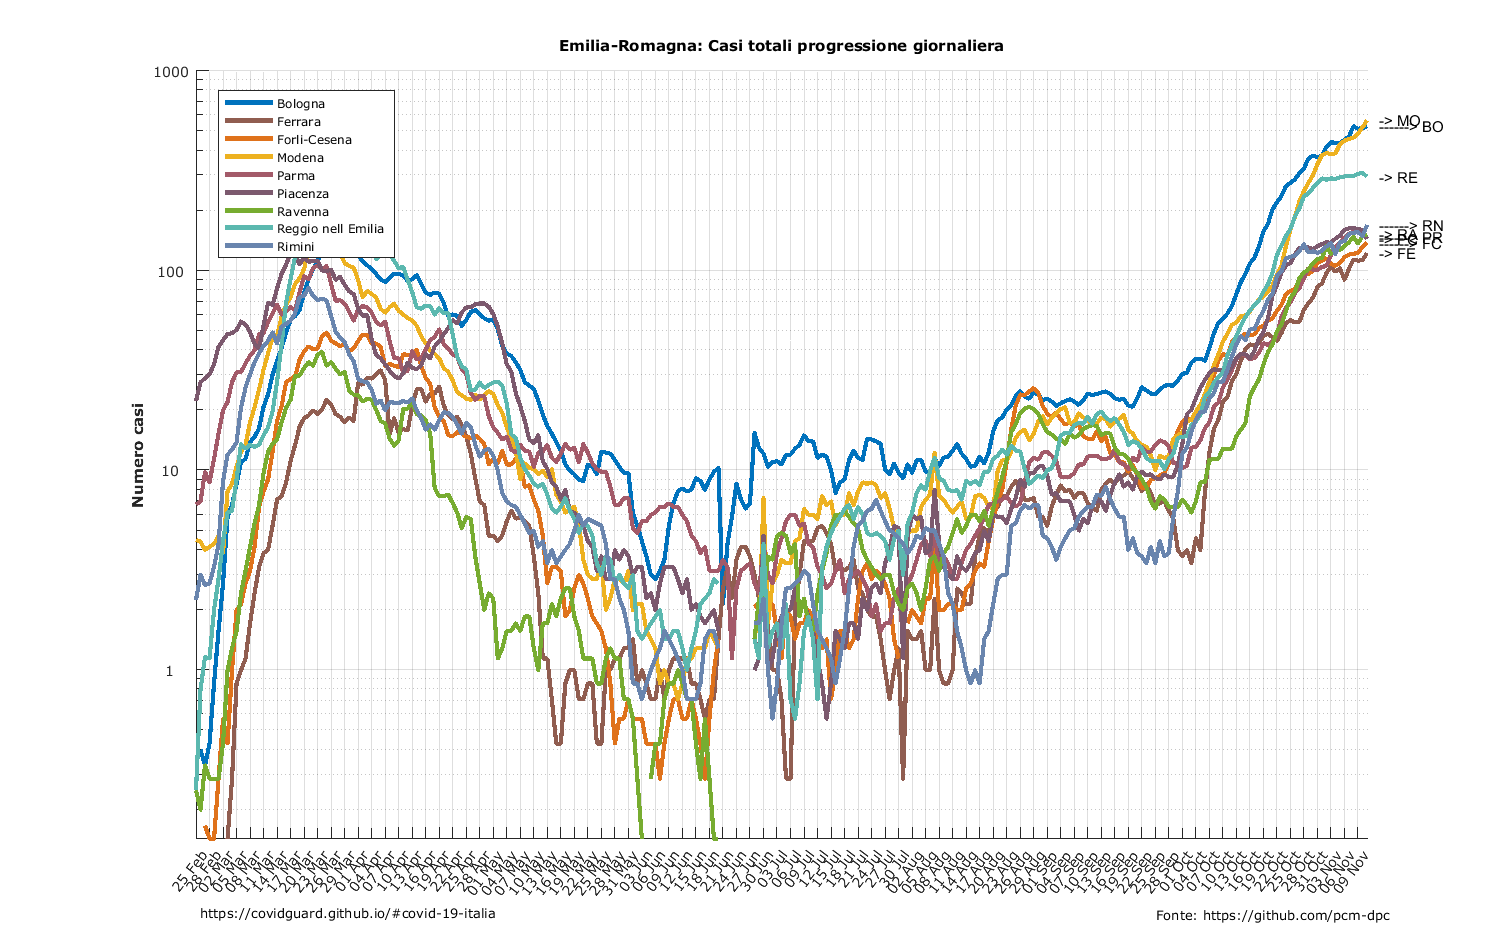 Emilia-Romagna: Casi totali progressione giornaliera
1000
100
10
1
Numero casi
Bologna
Ferrara
Forlì-Cesena
Modena
Parma
Piacenza
Ravenna
Reggio nell Emilia
Rimini
-> MO
------> BO
-> RE
------> RN
-> RA
------> PR
-> PC
------> FC
-> FE
25 Feb
28 Feb
02 Mar
05 Mar
08 Mar
11 Mar
14 Mar
17 Mar
20 Mar
23 Mar
26 Mar
29 Mar
01 Apr
04 Apr
07 Apr
10 Apr
13 Apr
16 Apr
19 Apr
22 Apr
25 Apr
28 Apr
01 May
04 May
07 May
10 May
13 May
16 May
19 May
22 May
25 May
28 May
31 May
03 Jun
06 Jun
09 Jun
12 Jun
15 Jun
18 Jun
21 Jun
24 Jun
27 Jun
30 Jun
03 Jul
06 Jul
09 Jul
12 Jul
15 Jul
18 Jul
21 Jul
24 Jul
27 Jul
30 Jul
02 Aug
05 Aug
08 Aug
11 Aug
14 Aug
17 Aug
20 Aug
23 Aug
26 Aug
29 Aug
01 Sep
04 Sep
07 Sep
10 Sep
13 Sep
16 Sep
19 Sep
22 Sep
25 Sep
28 Sep
01 Oct
04 Oct
07 Oct
10 Oct
13 Oct
16 Oct
19 Oct
22 Oct
25 Oct
28 Oct
31 Oct
03 Nov
06 Nov
09 Nov
https://covidguard.github.io/#covid-19-italia
Fonte: https://github.com/pcm-dpc